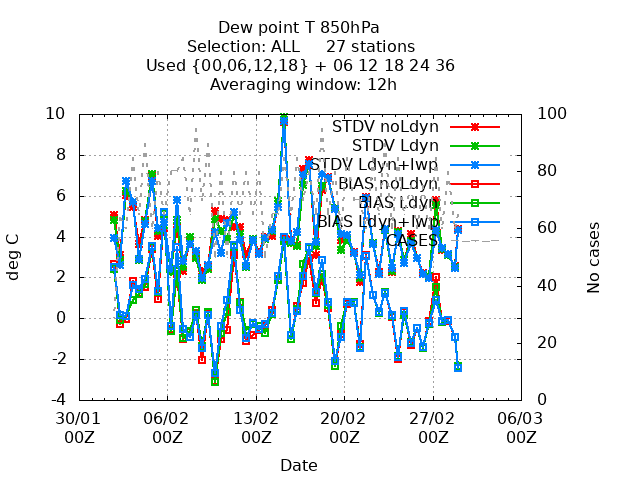 Dew point T 850hPa
Selection: ALL 27 stations
Used {00,06,12,18} + 06 12 18 24 36
Averaging window: 12h
10
8
6
4
2
0
-2
-4
100
80
60
40
20
0
deg C
No cases
STDV noLdyn
STDV Ldyn
STDV Ldyn+lwp
BIAS noLdyn
BIAS Ldyn
BIAS Ldyn+lwp
CASES
30/01 06/02 13/02 20/02 27/02 06/03
00Z 00Z 00Z 00Z 00Z 00Z
Date